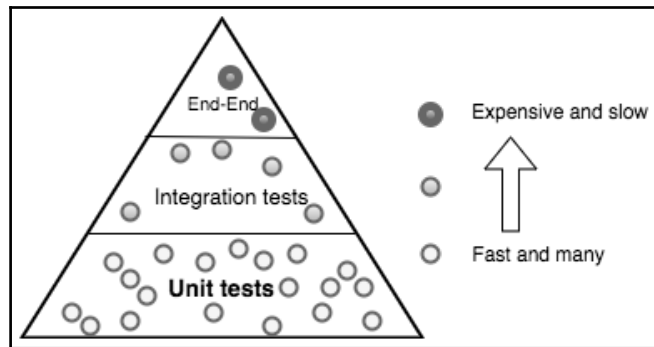 End-End
Expensive and slow
Integration tests
Fast and many
Unit tests